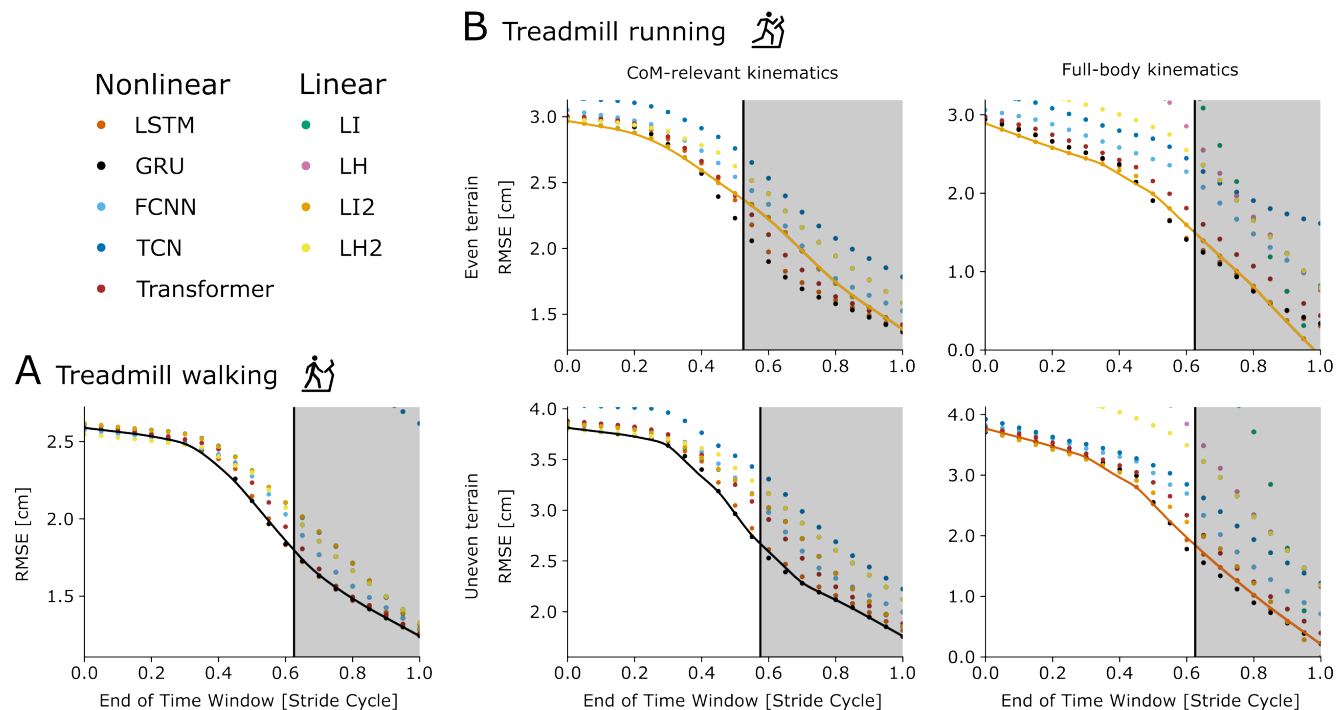 B Treadmill running
CoM-relevant kinematics
Full-body kinematics
Nonlinear
Linear
LSTM
LI
GRU
LH
FCNN
LI2
TCN
LH2
Transformer
Even terrain
RMSE [cm]
3.0
2.5
2.0
1.5
0.0 0.2 0.4 0.6 0.8 1.0
3.0
2.0
1.0
0.0
0.0 0.2 0.4 0.6 0.8 1.0
A Treadmill walking
RMSE [cm]
2.5
2.0
1.5
0.0 0.2 0.4 0.6 0.8 1.0
End of Time Window [Stride Cycle]
Uneven terrain
RMSE [cm]
4.0
3.5
3.0
2.5
2.0
0.0 0.2 0.4 0.6 0.8 1.0
End of Time Window [Stride Cycle]
4.0
3.0
2.0
1.0
0.0
0.0 0.2 0.4 0.6 0.8 1.0
End of Time Window [Stride Cycle]